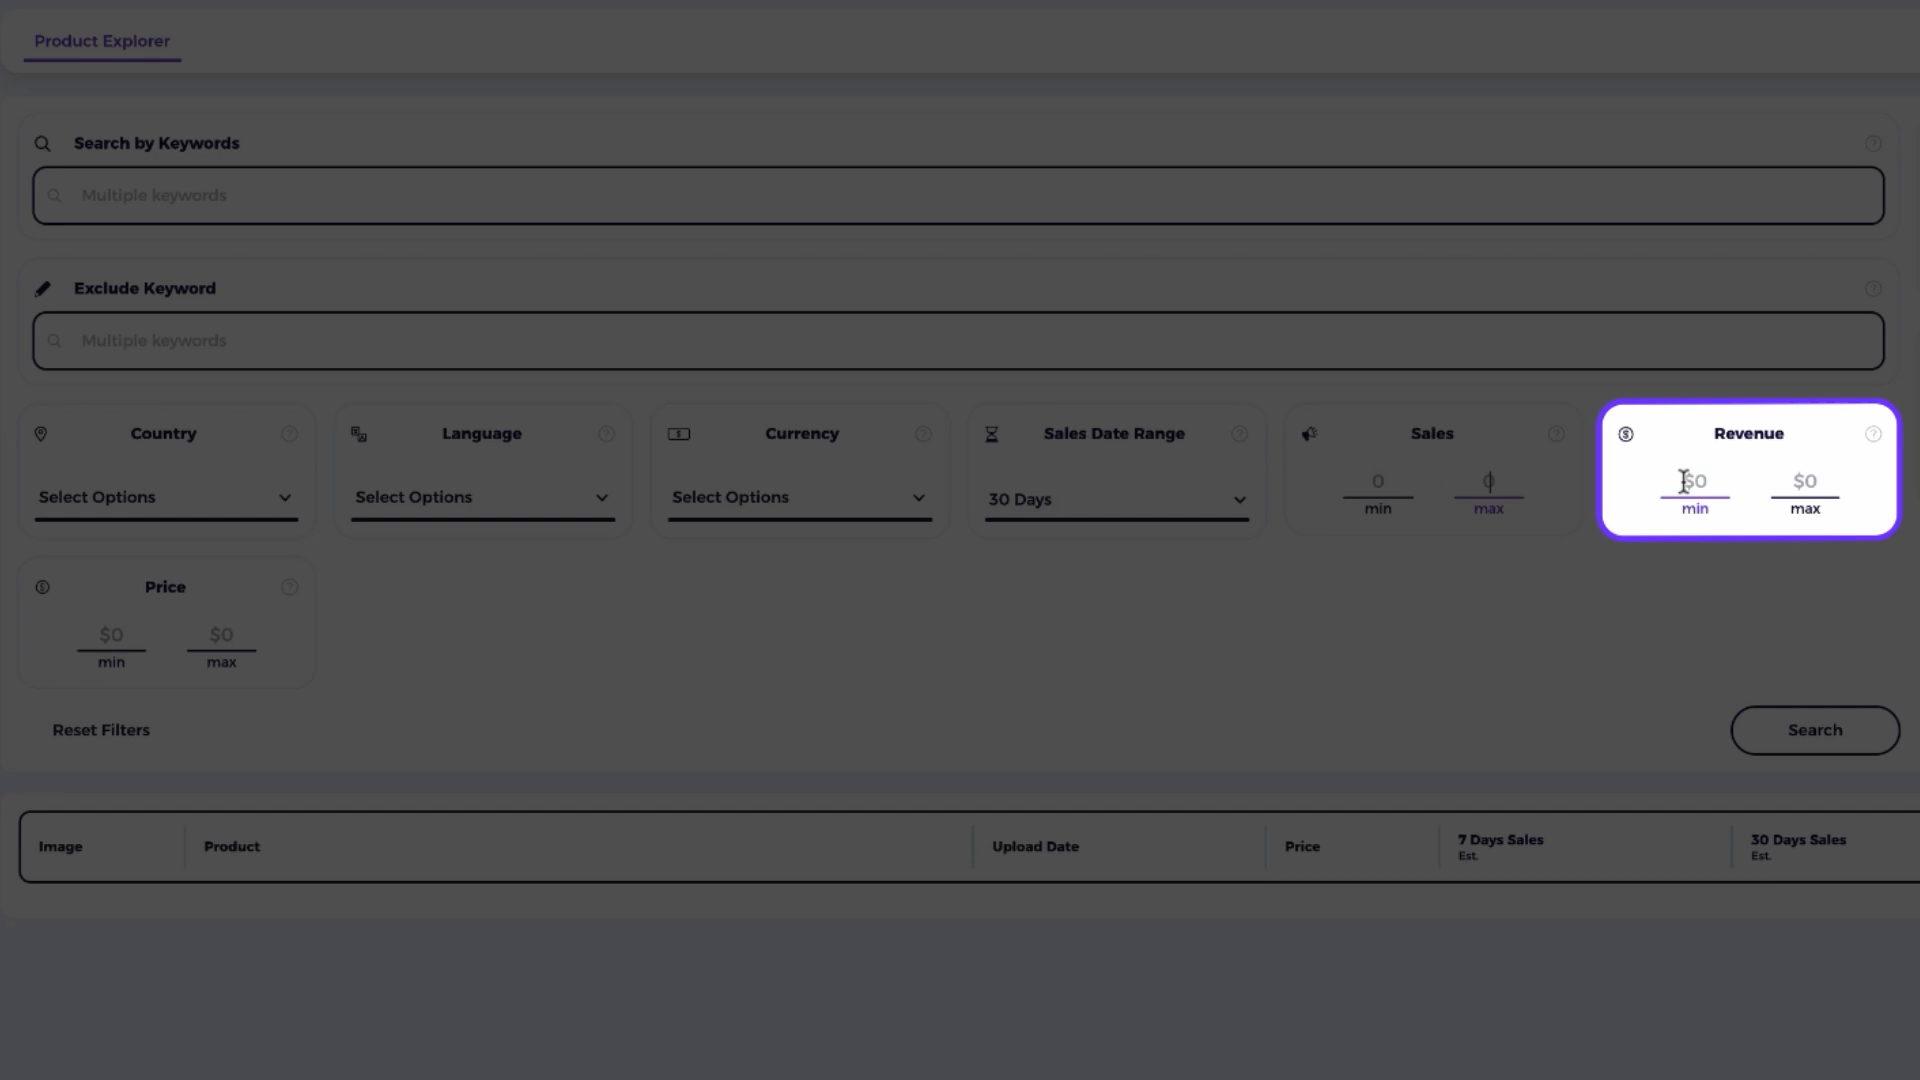 Product Explorer
Search by Keywords
Multiple keywords
Exclude Keyword
Multiple keywords
Country
Select Options
Language
Select Options
Currency
Select Options
Sales Date Range
30 Days
Sales
0 0
min max
Revenue
$0 $0
min max
Price
$0 $0
min max
Reset Filters
Search
Image Product Upload Date Price 7 Days Sales 30 Days Sales
Est. Est.